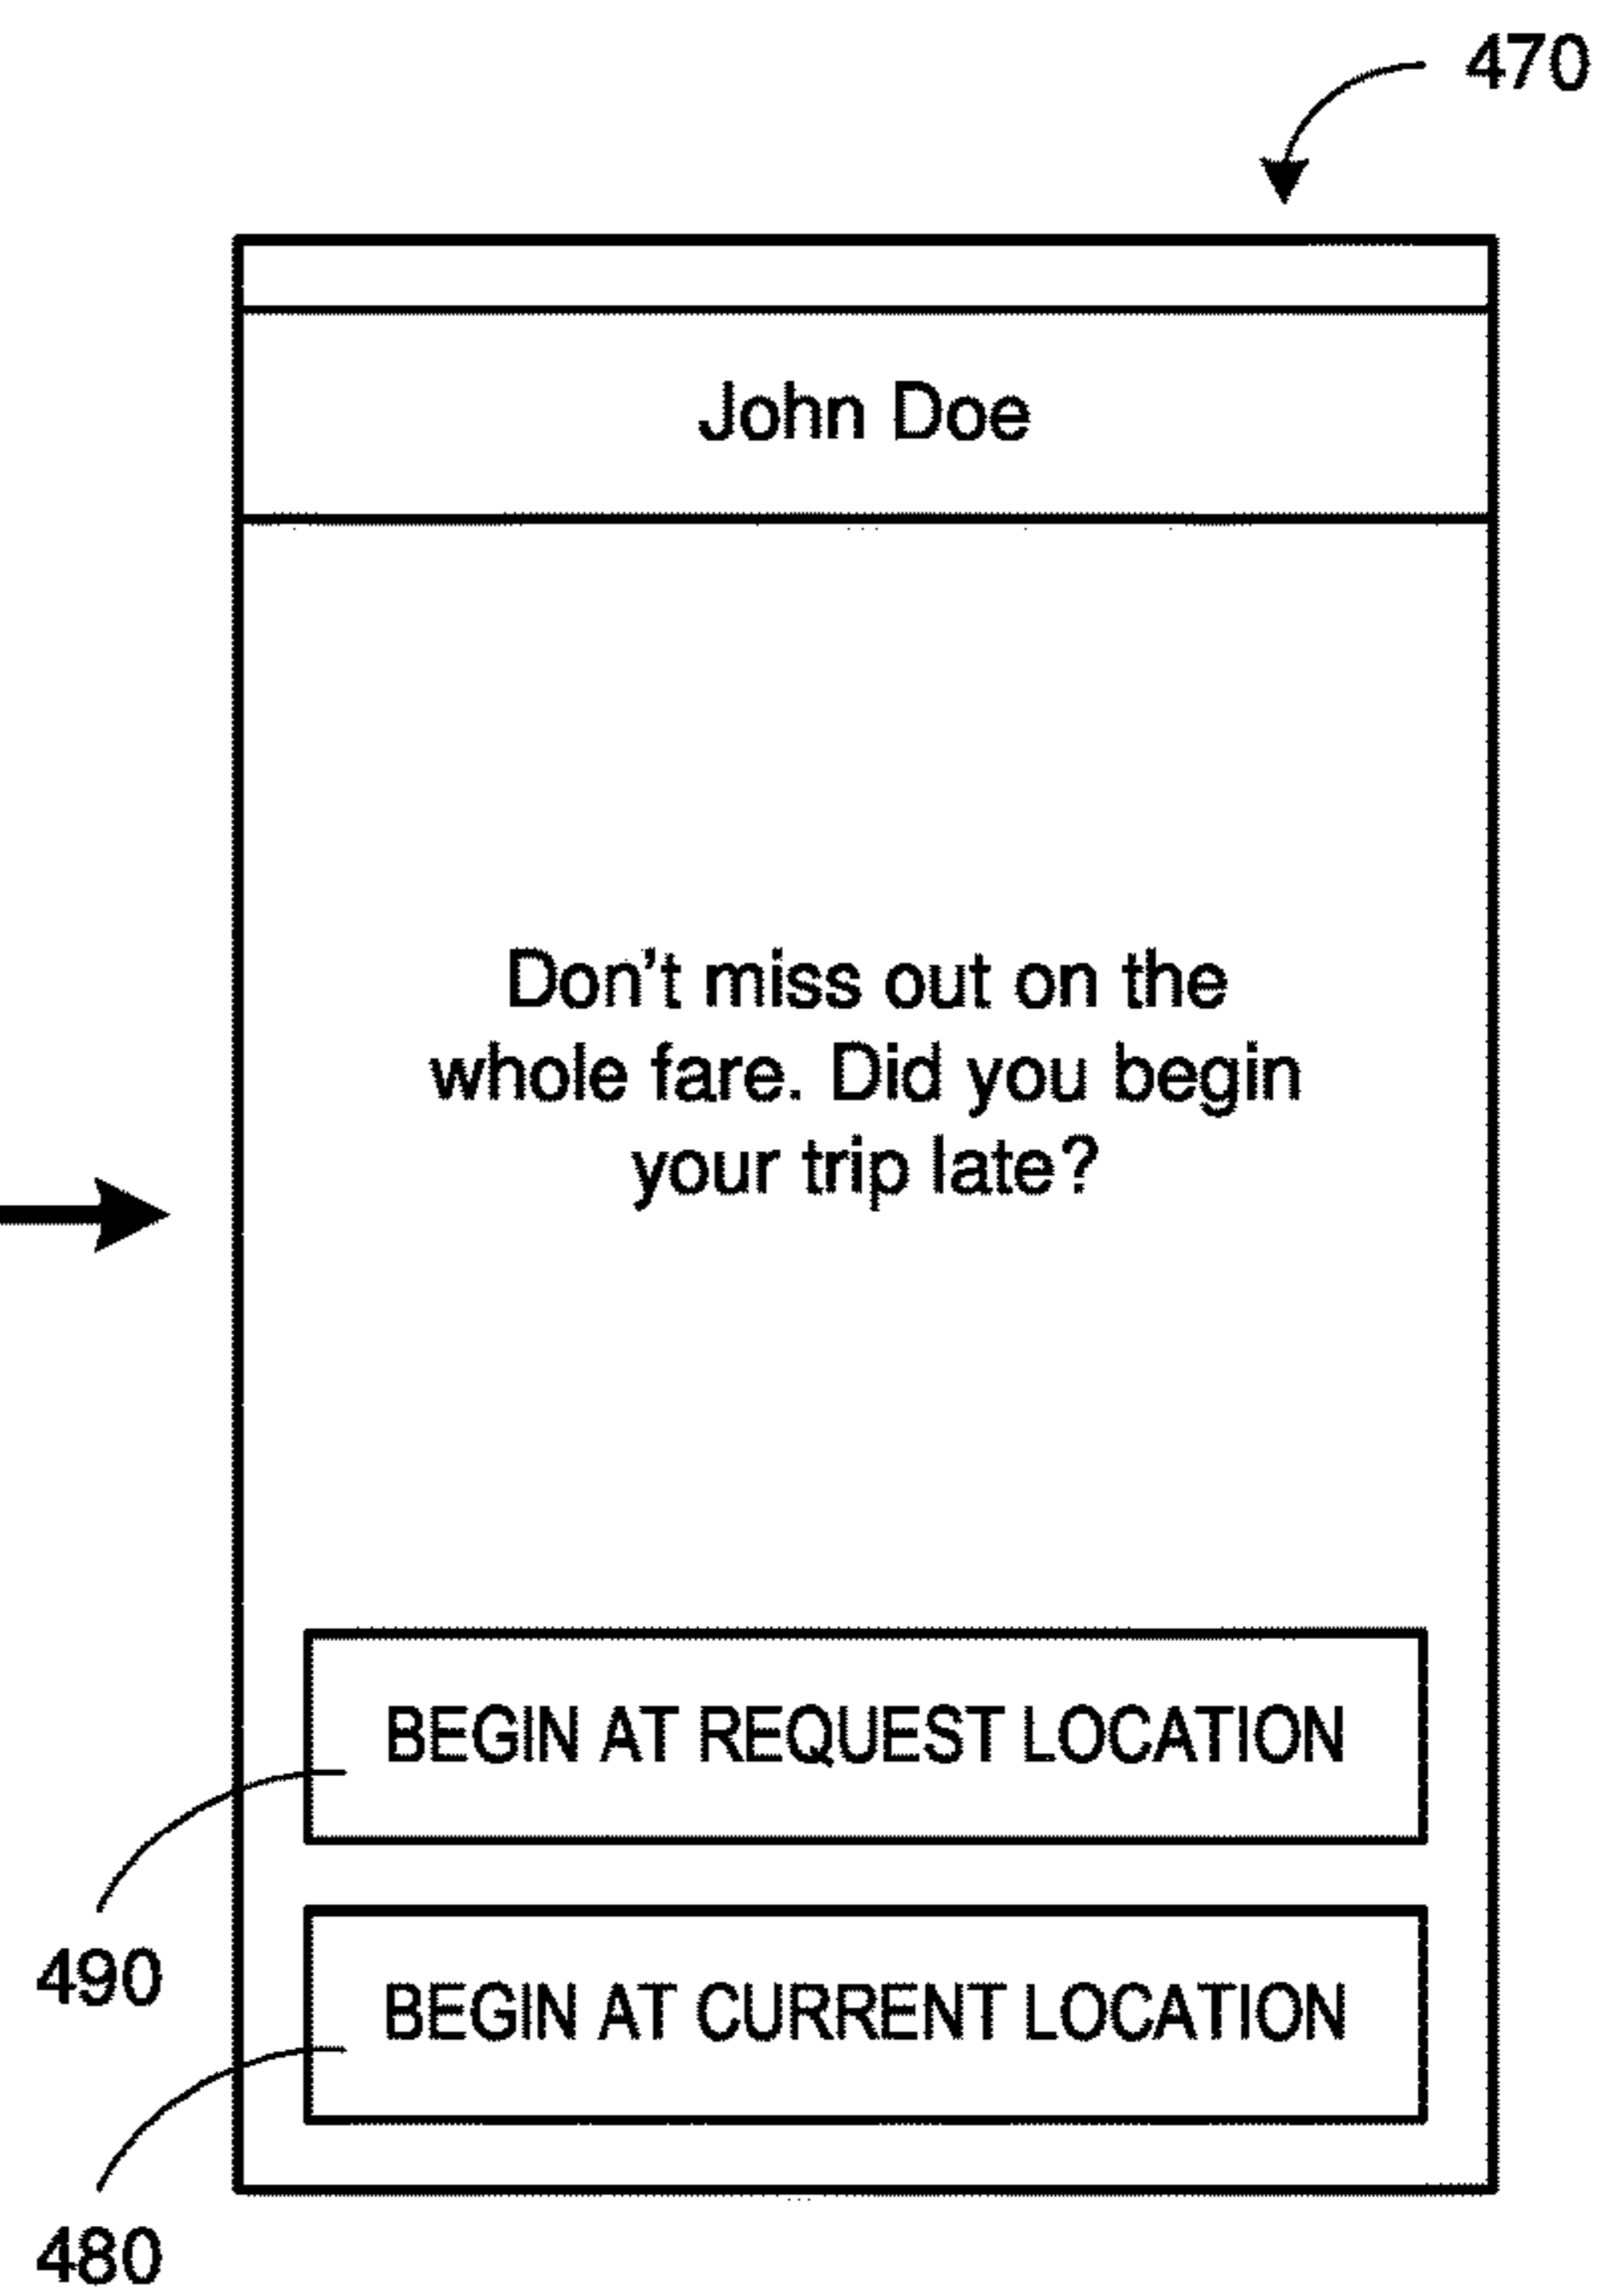 470
John Doe
Don't miss out on the
whole fare. Did you begin
your trip late?
BEGIN AT REQUEST LOCATION
490
BEGIN AT CURRENT LOCATION
480